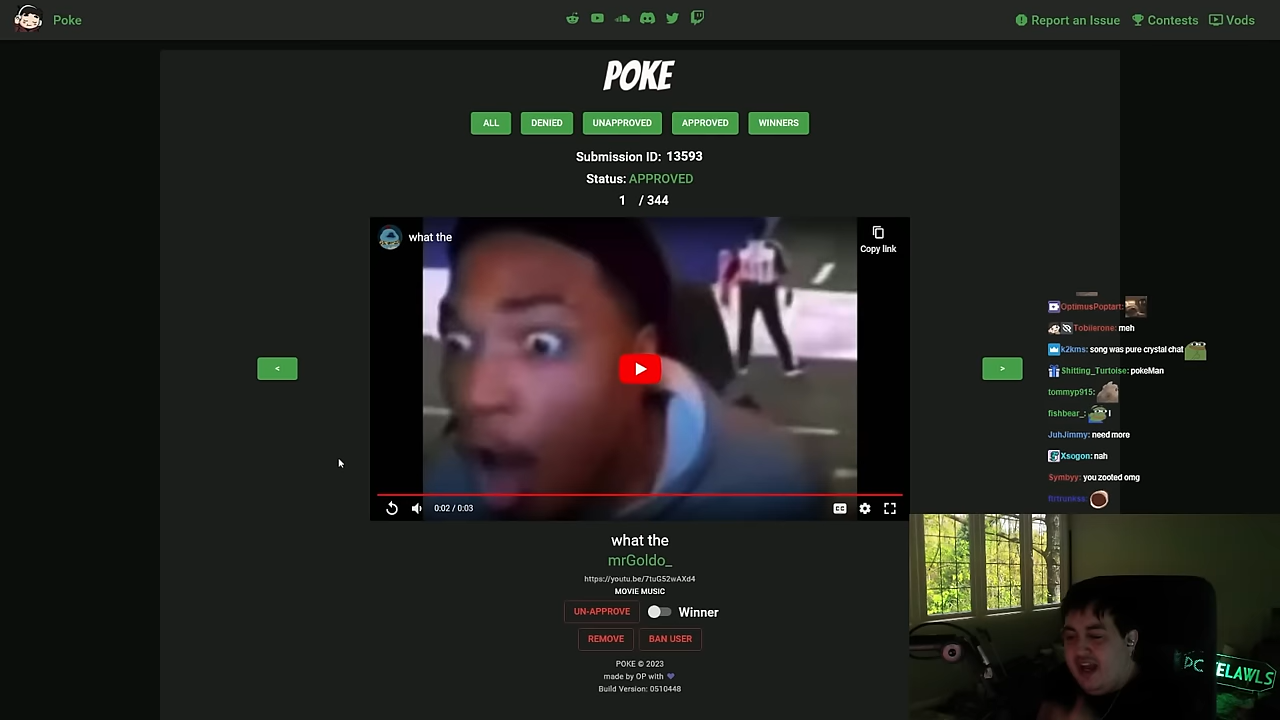 Poke
Report an Issue
Contests
Vods
POKE
ALL
DENIED
UNAPPROVED
APPROVED
WINNERS
Submission ID: 13593
Status: APPROVED
1 / 344
what the
Copy link
<
>
OptimusPoptart:
Tobilerone: meh
k2kms: song was pure crystal chat
Shitting_Turtoise: pokeMan
tommyp915:
fishbear_: I
JuhJimmy: need more
Xsogon: nah
Symbyy: you zooted omg
0:02 / 0:03
what the
mrGoldo_
https://youtu.be/7tuG52wAXd4
MOVIE MUSIC
UN-APPROVE
Winner
REMOVE
BAN USER
POKE © 2023
made by OP with
Build Version: 0510448